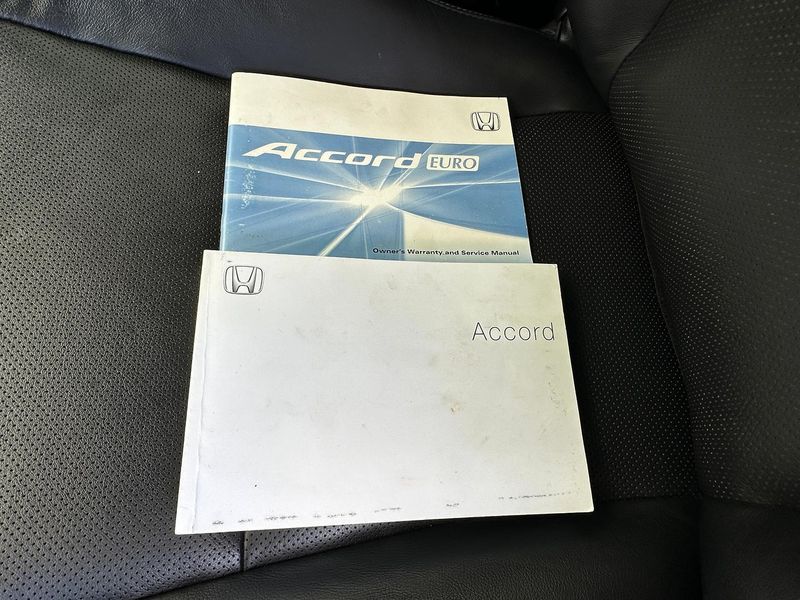 Accord EURO
Owner's Warranty and Service Manual
Accord